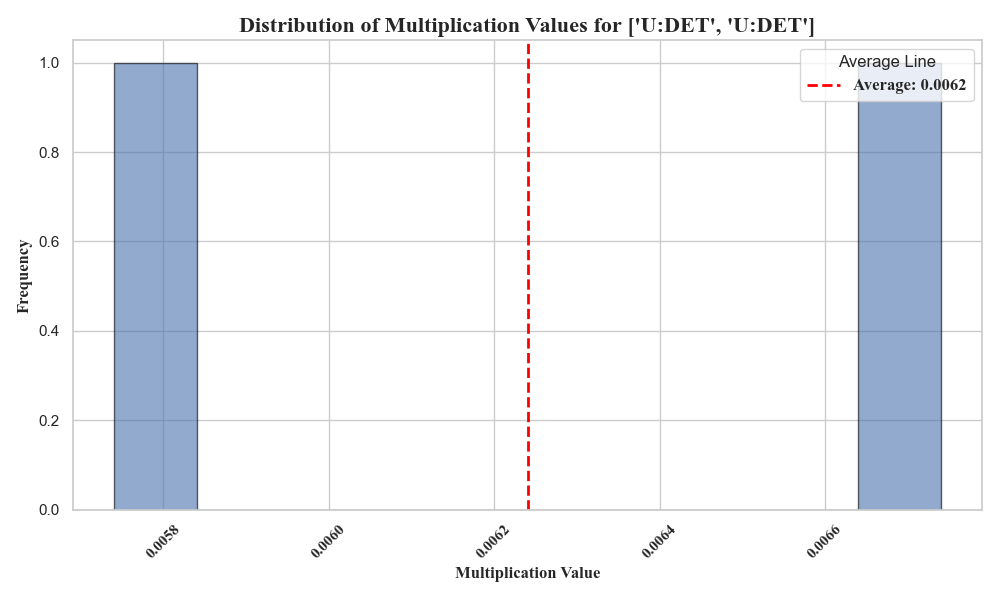 Distribution of Multiplication Values for ['U:DET', 'U:DET']
Average Line
Average: 0.0062
1.0
0.8
0.6
0.4
0.2
0.0
Frequency
0.0058
0.0060
0.0062
0.0064
0.0066
Multiplication Value